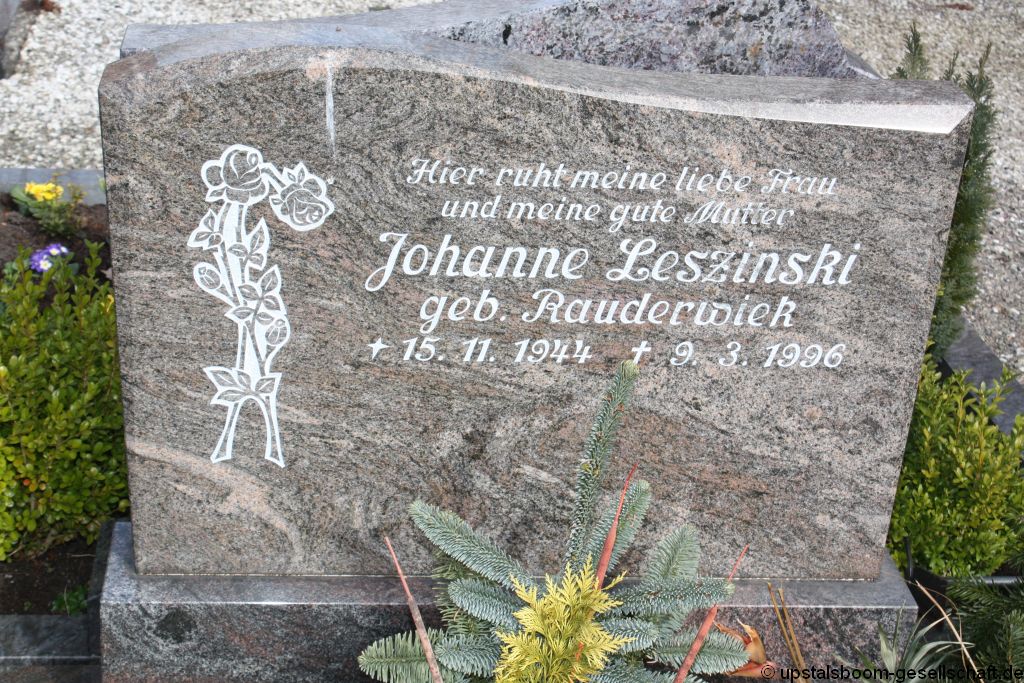 Hier ruht meine liebe Frau
und meine gute Mutter
Johanne Leszinski
geb. Rauderwiek
* 15. 11. 1944 † 9. 3. 1996
© upstalsboom-gesellschaft.de